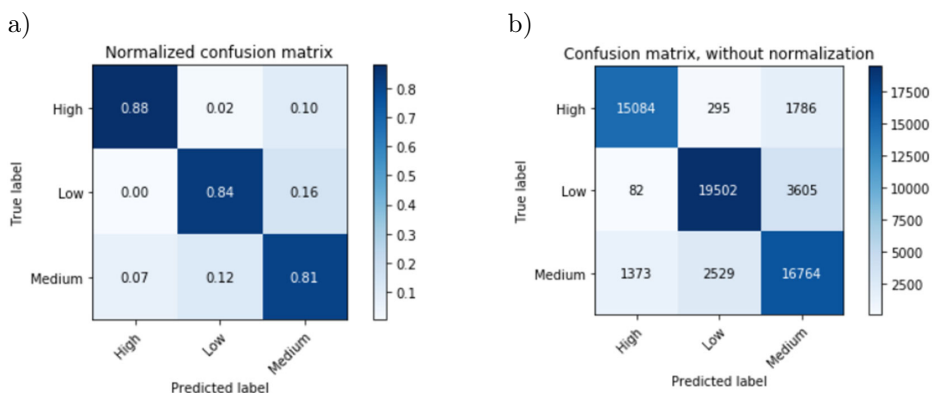 a)
Normalized confusion matrix
True label
High
Low
Medium
0.88 0.02 0.10
0.00 0.84 0.16
0.07 0.12 0.81
High Low Medium
Predicted label
0.8
0.7
0.6
0.5
0.4
0.3
0.2
0.1
b)
Confusion matrix, without normalization
True label
High
Low
Medium
15084 295 1786
82 19502 3605
1373 2529 16764
High Low Medium
Predicted label
17500
15000
12500
10000
7500
5000
2500